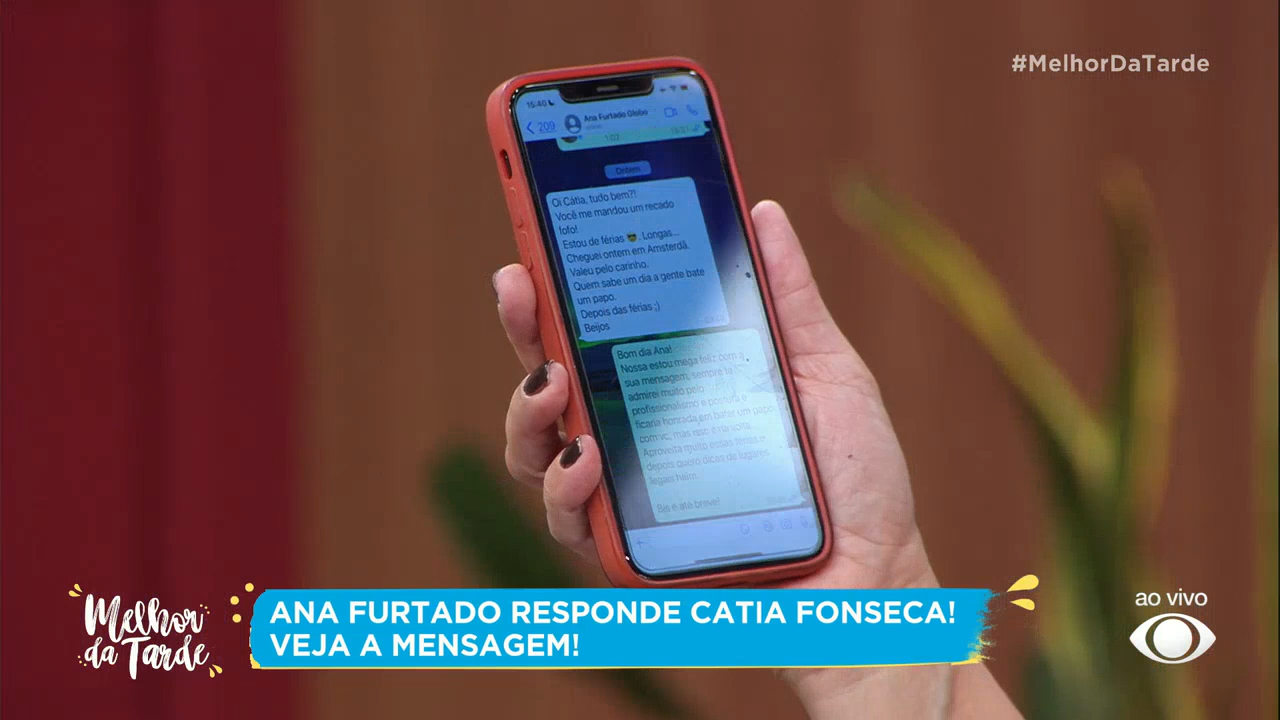 #MelhorDaTarde
15:40
209
Ana Furtado Globo
1:03
Ontem
Oi Cátia, tudo bem?!
Você me mandou um recado
fofo!
Estou de férias 😎. Longas...
Cheguei ontem em Amsterdã.
Valeu pelo carinho.
Quem sabe um dia a gente bate
um papo.
Depois das férias ;)
Beijos
Bom dia Ana!
Nossa estou mega feliz com a
sua mensagem, sempre te
admirei muito pelo
profissionalismo e postura e
ficaria honrada em bater um papo
com vc, mas isso é na volta
Aproveita muito essas férias e
depois quero dicas de lugares
legais heim
Bjs e até breve!
Melhor
da Tarde
ANA FURTADO RESPONDE CATIA FONSECA!
VEJA A MENSAGEM!
ao vivo